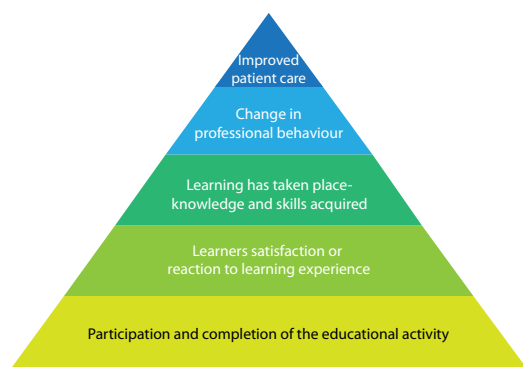 Improved
patient care
Change in
professional behaviour
Learning has taken place-
knowledge and skills acquired
Learners satisfaction or
reaction to learning experience
Participation and completion of the educational activity